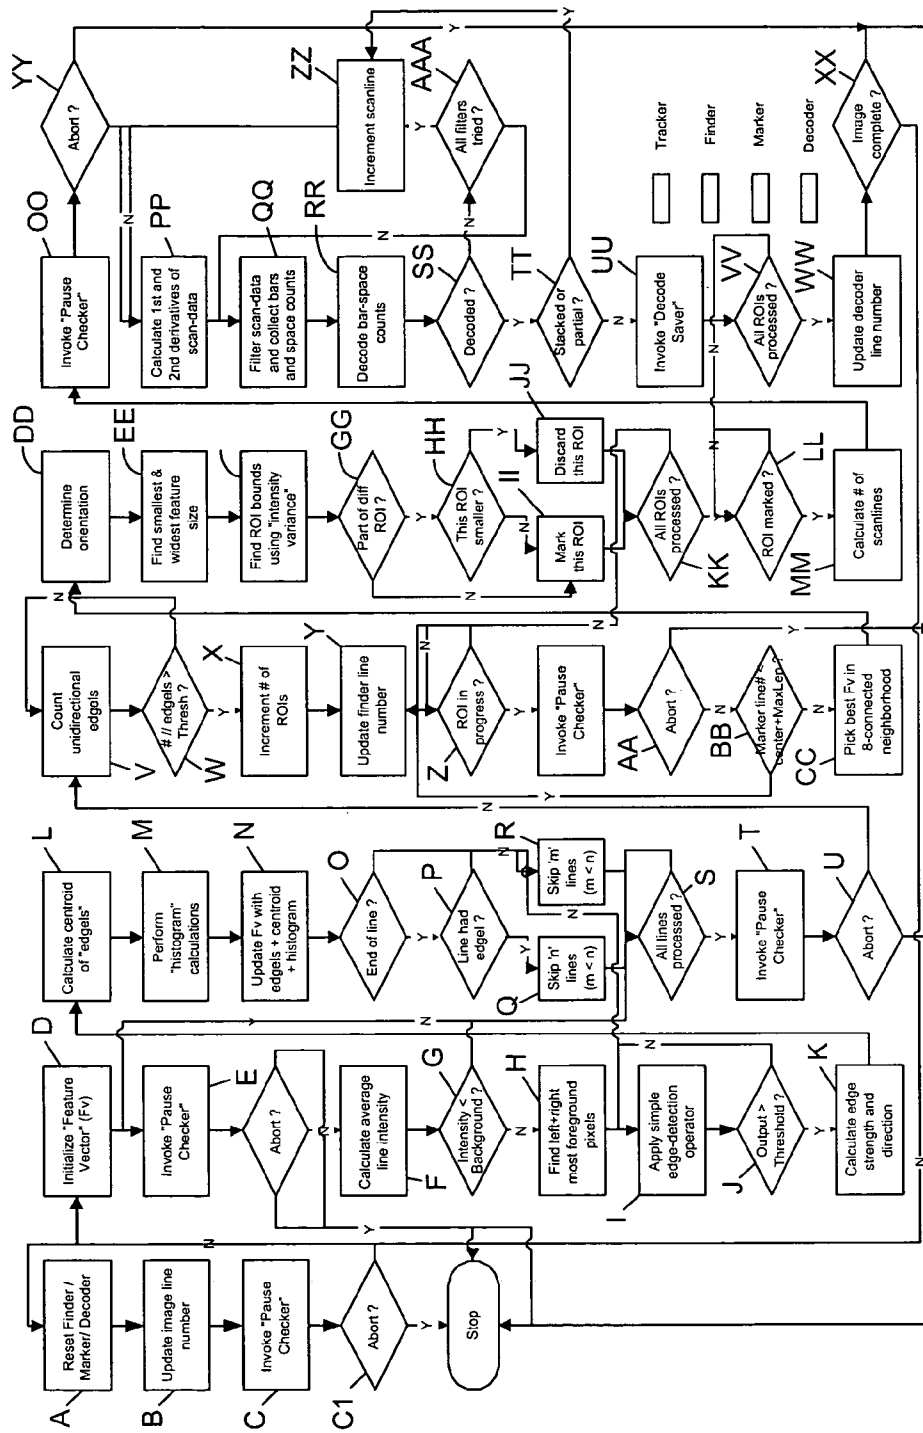 A
Reset Finder /
Marker/ Decoder
B
Update image line
number
C
Invoke "Pause
Checker"
C1
Abort ?
N
Y
Stop
D
Initialize "Feature
Vector" (Fv)
E
Invoke "Pause
Checker"
Abort ?
Y
N
F
Calculate average
line intensity
G
Intensity <
Background ?
Y
N
H
Find left+right
most foreground
pixels
I
Apply simple
edge-detection
operator
J
Output >
Threshold ?
N
Y
K
Calculate edge
strength and
direction
L
Calculate centroid
of "edgels"
M
Perform
"histogram"
calculations
N
Update Fv with
edgels + centroid
+ histogram
O
End of line ?
N
Y
P
Line had
edgel ?
N
Y
Q
Skip 'n'
lines
(m < n)
R
Skip 'm'
lines
(m < n)
S
All lines
processed ?
N
Y
T
Invoke "Pause
Checker"
U
Abort ?
N
Y
V
Count
unidirectional
edgels
W
# // edgels >
Thresh ?
N
Y
X
Increment # of
ROIs
Y
Update finder line
number
Z
ROI in
progress ?
N
Y
Invoke "Pause
Checker"
AA
Abort ?
Y
N
BB
Marker line# <
center+MaxLep ?
Y
N
CC
Pick best Fv in
8-connected
neighborhood
DD
Determine
orientation
EE
Find smallest &
widest feature
size
Find ROI bounds
using "intensity
variance"
GG
Part of diff
ROI ?
N
Y
HH
This ROI
smaller ?
N
Y
II
Mark
this ROI
JJ
Discard
this ROI
KK
All ROIs
processed ?
N
Y
LL
ROI marked ?
N
Y
MM
Calculate # of
scanlines
OO
Invoke "Pause
Checker"
PP
Calculate 1st and
2nd derivatives of
scan-data
QQ
Filter scan-data
and collect bars
and space counts
RR
Decode bar-space
counts
SS
Decoded ?
N
Y
TT
Stacked or
partial ?
Y
N
UU
Invoke "Decode
Saver"
VV
All ROIs
processed ?
N
Y
WW
Update decoder
line number
YY
Abort ?
N
Y
ZZ
Increment scanline
AAA
All filters
tried ?
N
Y
XX
Image
complete ?
N
Y
Tracker
Finder
Marker
Decoder